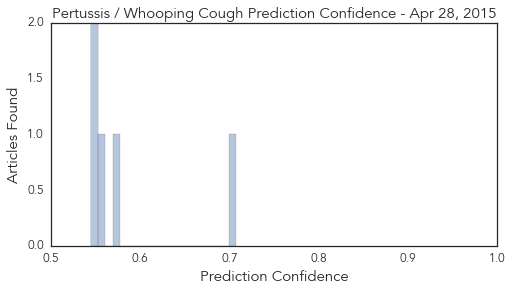 Pertussis / Whooping Cough Prediction Confidence - Apr 28, 2015
2.0
1.5
1.0
0.5
0.0
Articles Found
0.5 0.6 0.7 0.8 0.9 1.0
Prediction Confidence